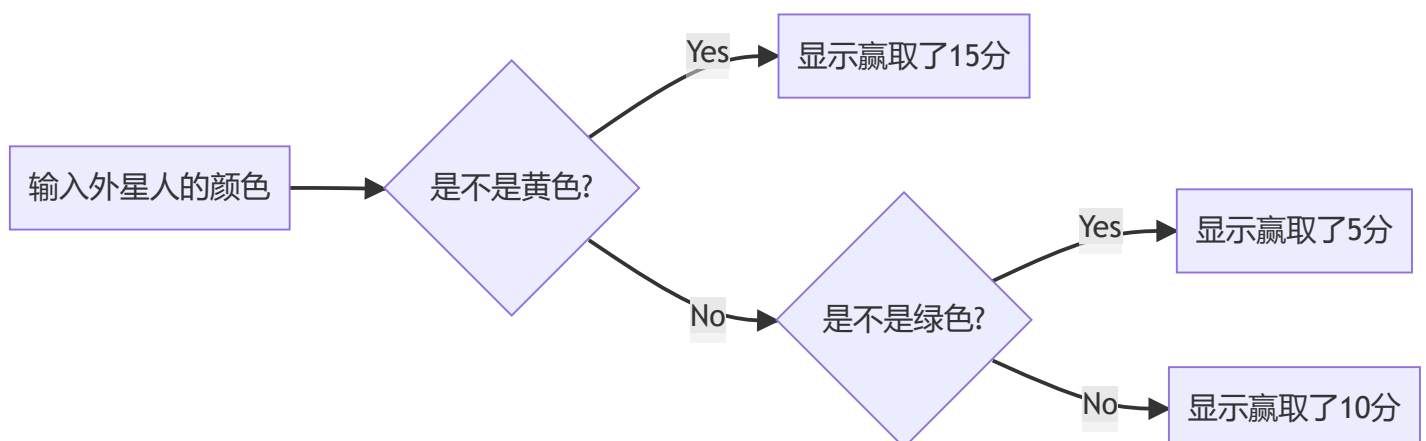 输入外星人的颜色
是不是黄色?
Yes
显示赢取了15分
No
是不是绿色?
Yes
显示赢取了5分
No
显示赢取了10分